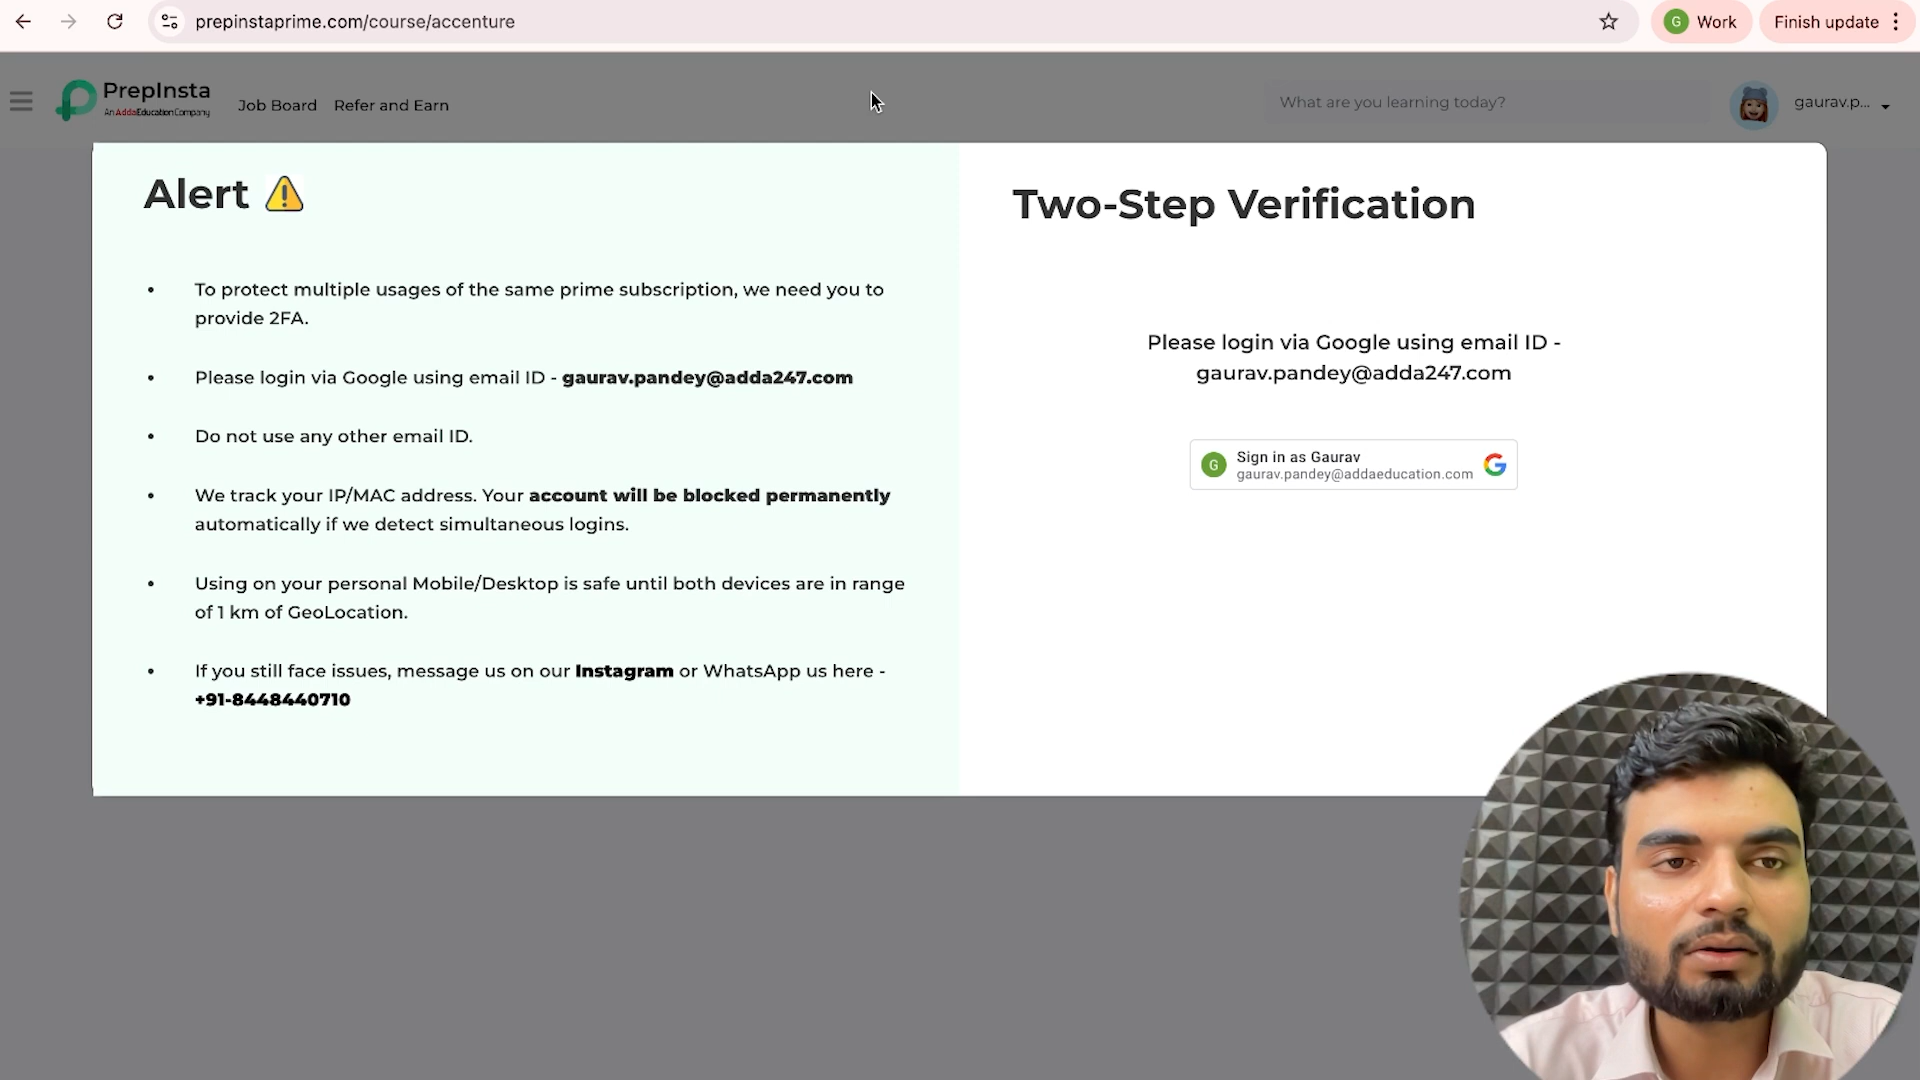 prepinstaprime.com/course/accenture
G Work
Finish update
PrepInsta
An AddaEducation Company
Job Board
Refer and Earn
What are you learning today?
gaurav.p...
Alert
• To protect multiple usages of the same prime subscription, we need you to
provide 2FA.
• Please login via Google using email ID - gaurav.pandey@adda247.com
• Do not use any other email ID.
• We track your IP/MAC address. Your account will be blocked permanently
automatically if we detect simultaneous logins.
• Using on your personal Mobile/Desktop is safe until both devices are in range
of 1 km of GeoLocation.
• If you still face issues, message us on our Instagram or WhatsApp us here -
+91-8448440710
Two-Step Verification
Please login via Google using email ID -
gaurav.pandey@adda247.com
G Sign in as Gaurav
gaurav.pandey@addaeducation.com